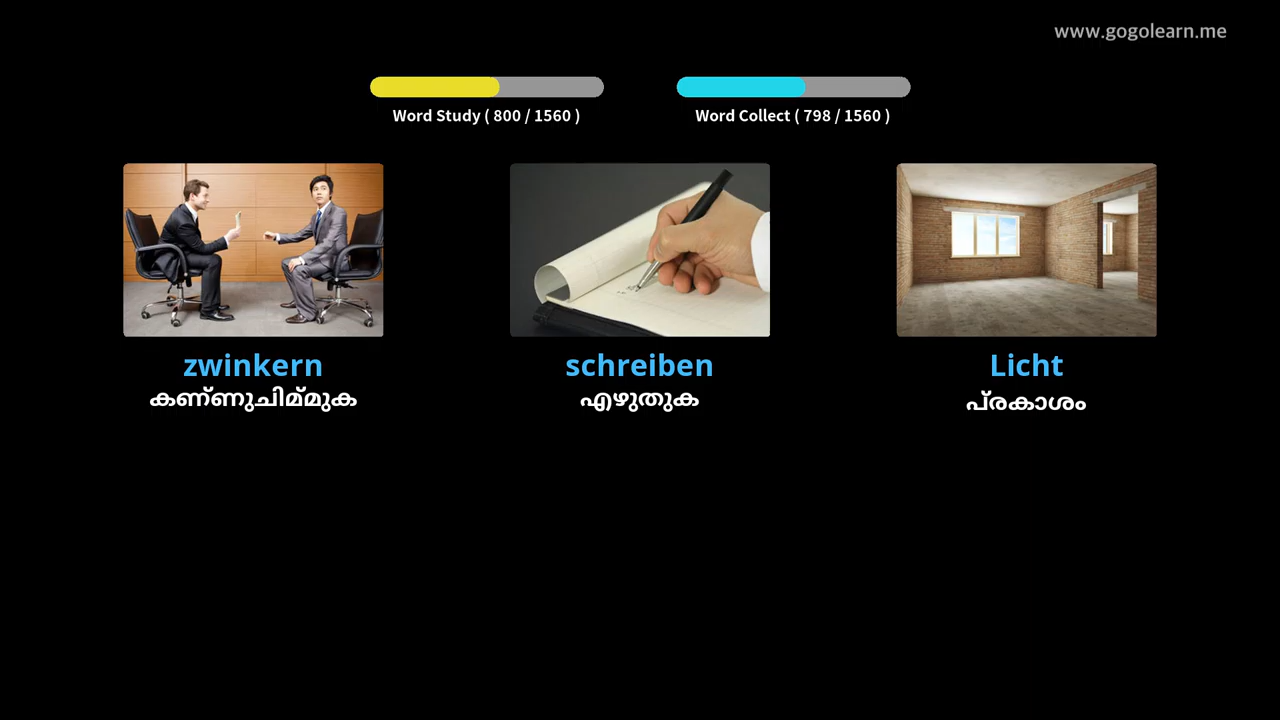 www.gogolearn.me
Word Study ( 800 / 1560 )
Word Collect ( 798 / 1560 )
zwinkern
schreiben
Licht
കണ്ണുചിമ്മുക
എഴുതുക
പ്രകാശം